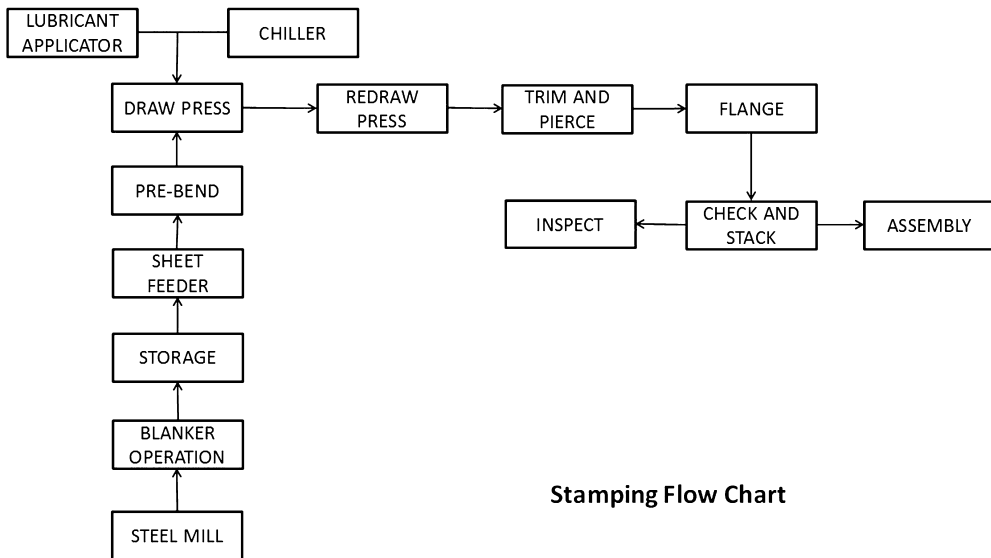 LUBRICANT
APPLICATOR
CHILLER
DRAW PRESS
REDRAW
PRESS
TRIM AND
PIERCE
FLANGE
PRE-BEND
INSPECT
CHECK AND
STACK
ASSEMBLY
SHEET
FEEDER
STORAGE
BLANKER
OPERATION
Stamping Flow Chart
STEEL MILL